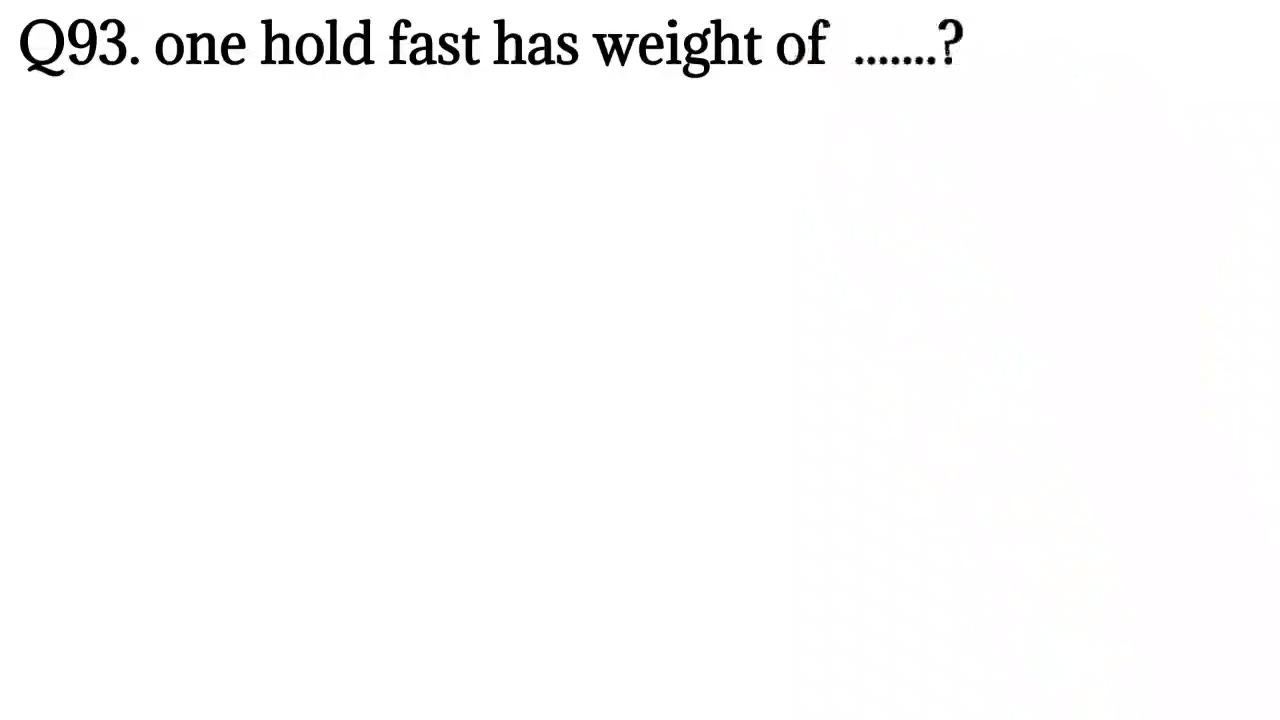 Q93. one hold fast has weight of .......?